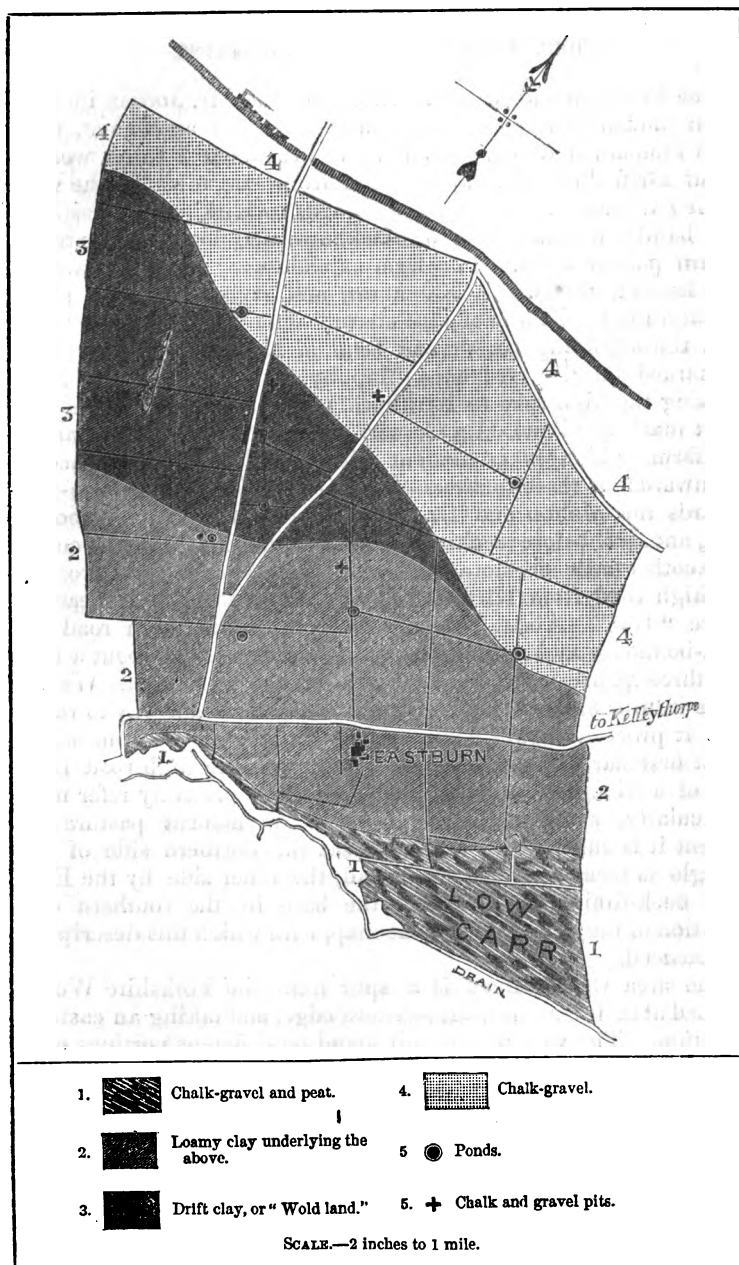 4
4
3
4
3
4
2
4
2
to Kelleythorpe
1
EASTBURN
2
1
LOW
CARR
1
DRAIN
1. Chalk-gravel and peat.
2. Loamy clay underlying the
above.
3. Drift clay, or "Wold land."
4. Chalk-gravel.
5 Ponds.
5. Chalk and gravel pits.
SCALE.—2 inches to 1 mile.